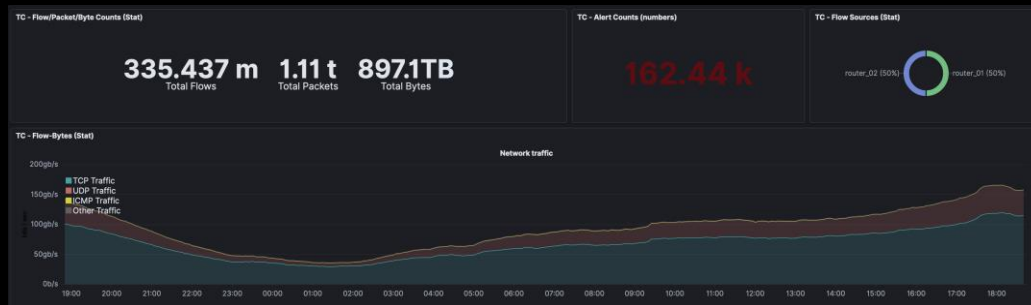 TC - Flow/Packet/Byte Counts (Stat)
335.437 m 1.11 t 897.1TB
Total Flows Total Packets Total Bytes
TC - Alert Counts (numbers)
162.44 k
TC - Flow Sources (Stat)
router_02 (50%) router_01 (50%)
TC - Flow-Bytes (Stat)
Network traffic
200gb/s
150gb/s
100gb/s
50gb/s
0b/s
TCP Traffic
UDP Traffic
ICMP Traffic
Other Traffic
19:00 20:00 21:00 22:00 23:00 00:00 01:00 02:00 03:00 04:00 05:00 06:00 07:00 08:00 09:00 10:00 11:00 12:00 13:00 14:00 15:00 16:00 17:00 18:00